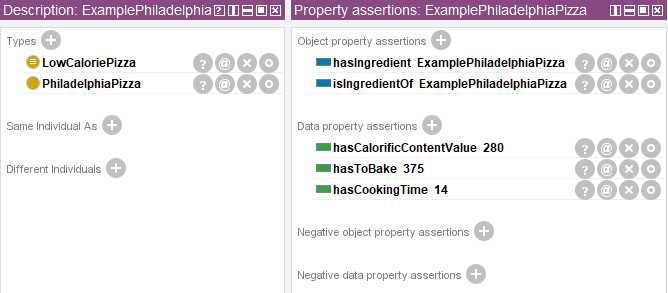 Description: ExamplePhiladelphia
Types
LowCaloriePizza
PhiladelphiaPizza
Same Individual As
Different Individuals
Property assertions: ExamplePhiladelphiaPizza
Object property assertions
hasIngredient ExamplePhiladelphiaPizza
isIngredientOf ExamplePhiladelphiaPizza
Data property assertions
hasCalorificContentValue 280
hasToBake 375
hasCookingTime 14
Negative object property assertions
Negative data property assertions